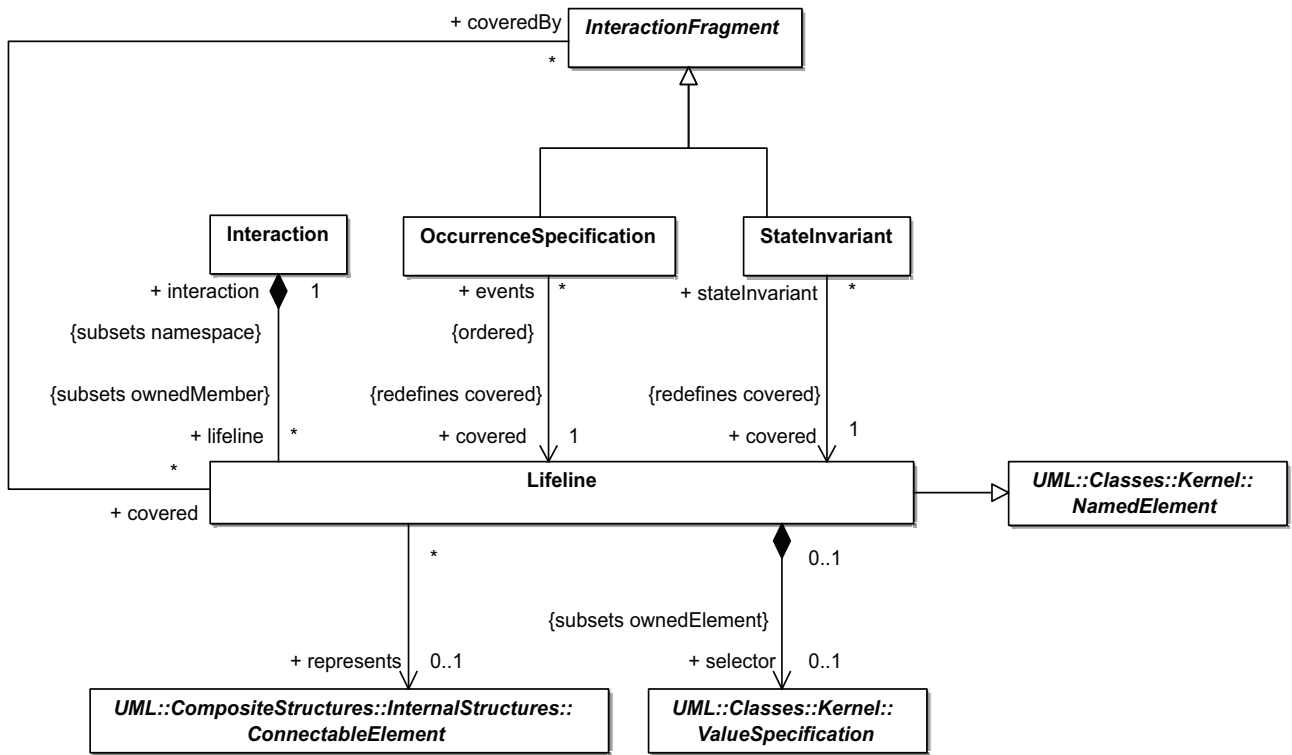 + coveredBy
InteractionFragment
*
Interaction
OccurrenceSpecification
StateInvariant
+ interaction
1
+ events
*
+ stateInvariant
*
{subsets namespace}
{ordered}
{subsets ownedMember}
{redefines covered}
{redefines covered}
+ lifeline
*
+ covered
1
+ covered
1
*
Lifeline
UML::Classes::Kernel::
NamedElement
+ covered
*
0..1
{subsets ownedElement}
+ represents
0..1
+ selector
0..1
UML::CompositeStructures::InternalStructures::
ConnectableElement
UML::Classes::Kernel::
ValueSpecification